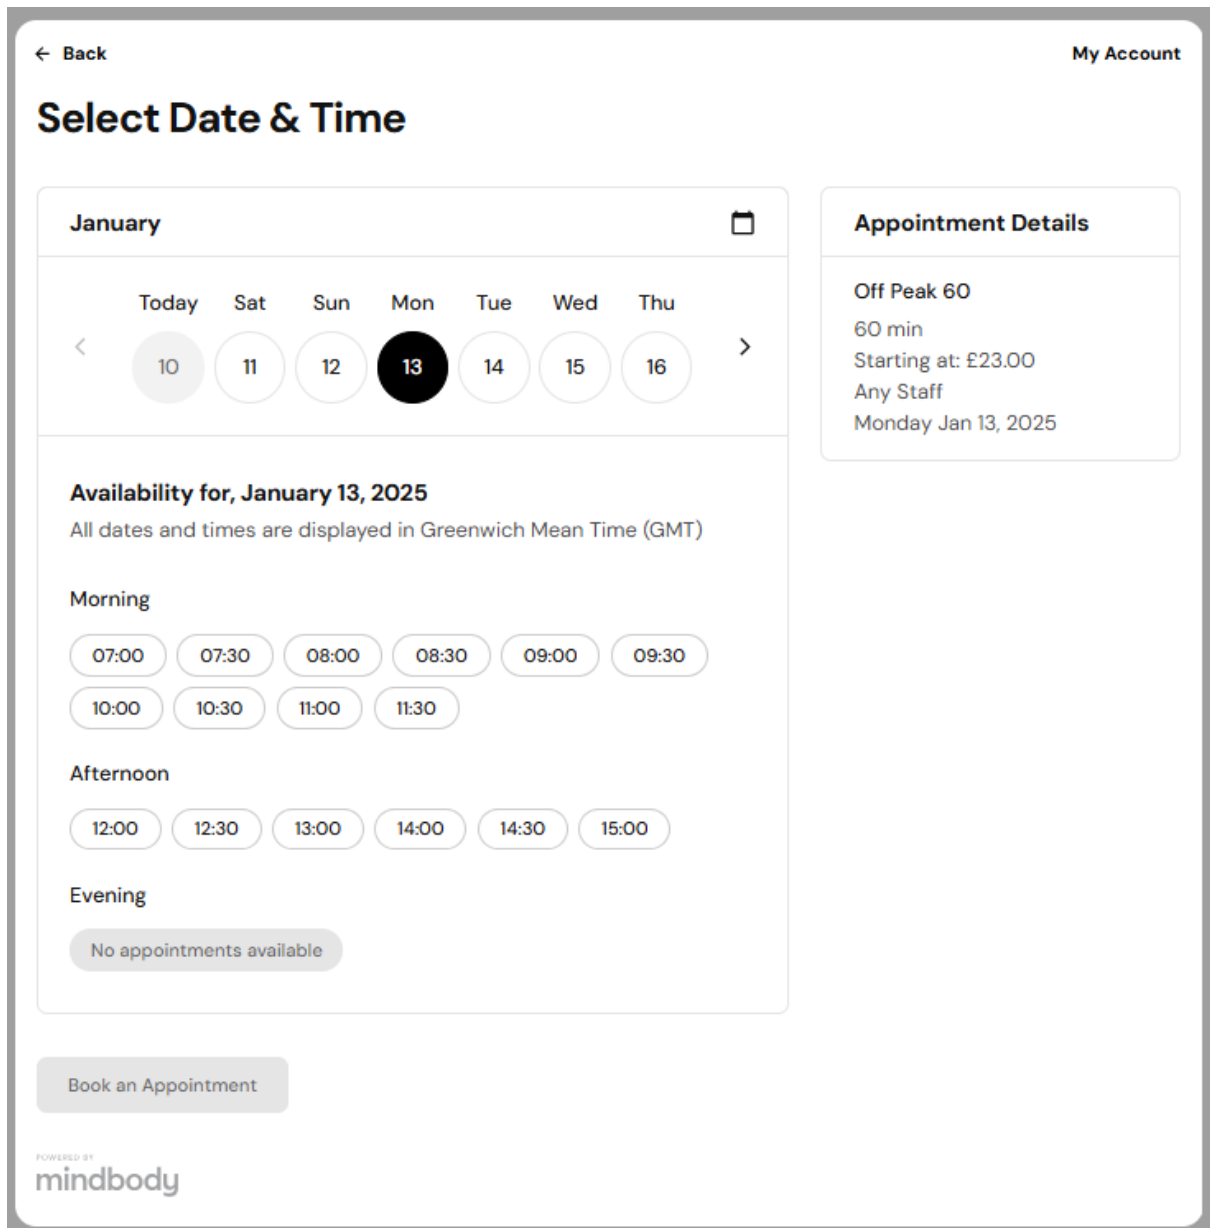 ← Back
My Account
Select Date & Time
January
Today Sat Sun Mon Tue Wed Thu
10 11 12 13 14 15 16
Availability for, January 13, 2025
All dates and times are displayed in Greenwich Mean Time (GMT)
Morning
07:00 07:30 08:00 08:30 09:00 09:30
10:00 10:30 11:00 11:30
Afternoon
12:00 12:30 13:00 14:00 14:30 15:00
Evening
No appointments available
Appointment Details
Off Peak 60
60 min
Starting at: £23.00
Any Staff
Monday Jan 13, 2025
Book an Appointment
POWERED BY
mindbody